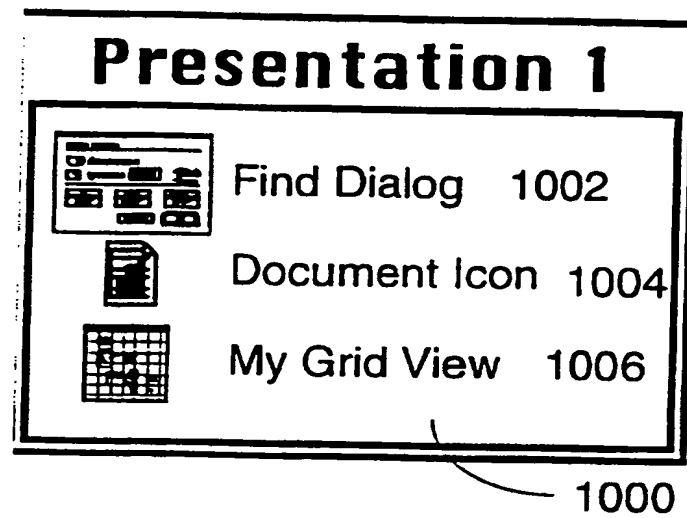 Presentation 1
Find Dialog 1002
Document Icon 1004
My Grid View 1006
1000